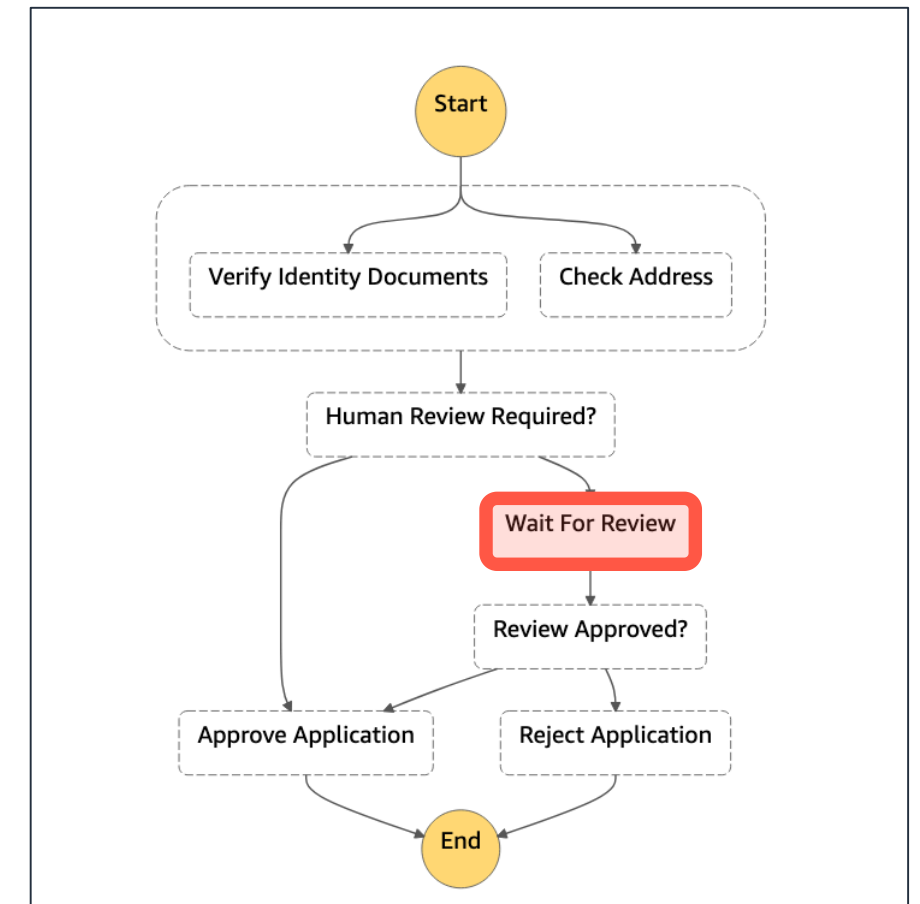 Start
Verify Identity Documents
Check Address
Human Review Required?
Wait For Review
Review Approved?
Approve Application
Reject Application
End